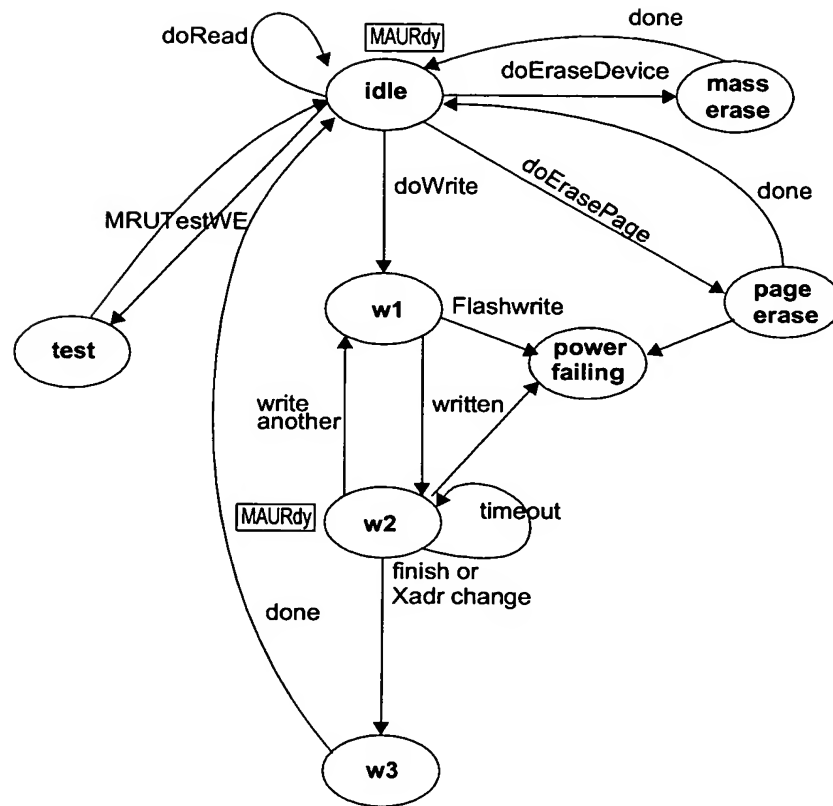 done
doRead
MAURdy
doEraseDevice
idle
mass
erase
doWrite
doErasePage
done
MRUTestWE
w1
Flashwrite
page
erase
test
power
failing
write
another
written
MAURdy
w2
timeout
finish or
Xadr change
done
w3